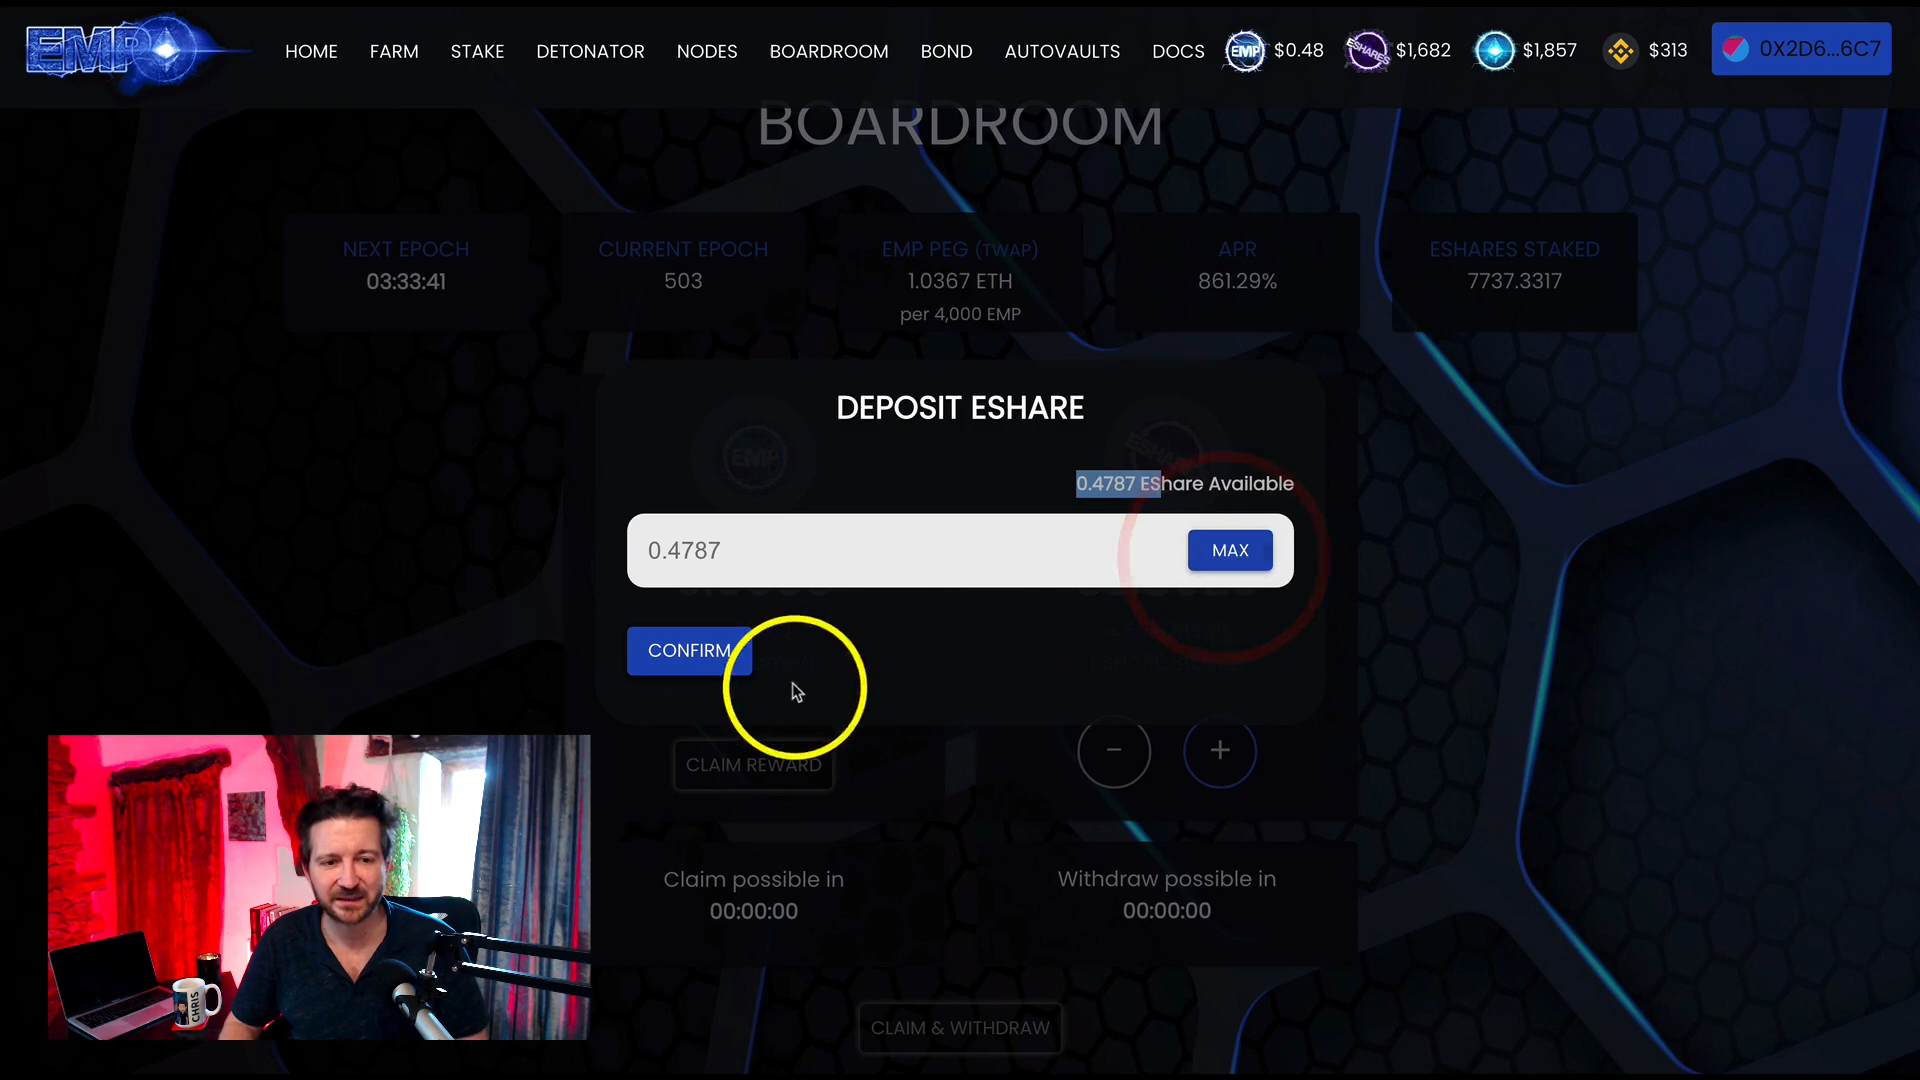 EMP
HOME
FARM
STAKE
DETONATOR
NODES
BOARDROOM
BOND
AUTOVAULTS
DOCS
EMP
$0.48
ESHARES
$1,682
$1,857
$313
0X2D6...6C7
BOARDROOM
NEXT EPOCH
03:33:41
CURRENT EPOCH
503
EMP PEG (TWAP)
1.0367 ETH
per 4,000 EMP
APR
861.29%
ESHARES STAKED
7737.3317
DEPOSIT ESHARE
EMP
0.4787 EShare Available
0.4787
MAX
CONFIRM
CLAIM REWARD
−
+
Claim possible in
00:00:00
Withdraw possible in
00:00:00
CLAIM & WITHDRAW
CHRIS